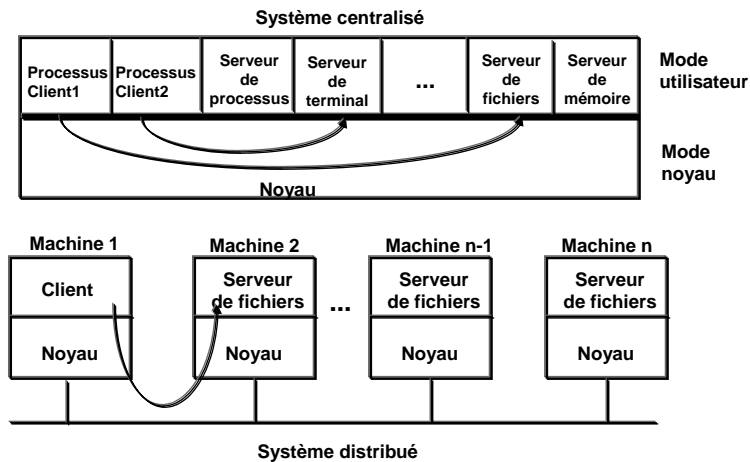 Système centralisé
Processus
Client1
Processus
Client2
Serveur
de
processus
Serveur
de
terminal
...
Serveur
de
fichiers
Serveur
de
mémoire
Mode
utilisateur
Noyau
Mode
noyau
Machine 1
Machine 2
Machine n-1
Machine n
Client
Serveur
de fichiers
...
Serveur
de fichiers
Serveur
de fichiers
Noyau
Noyau
Noyau
Noyau
Système distribué